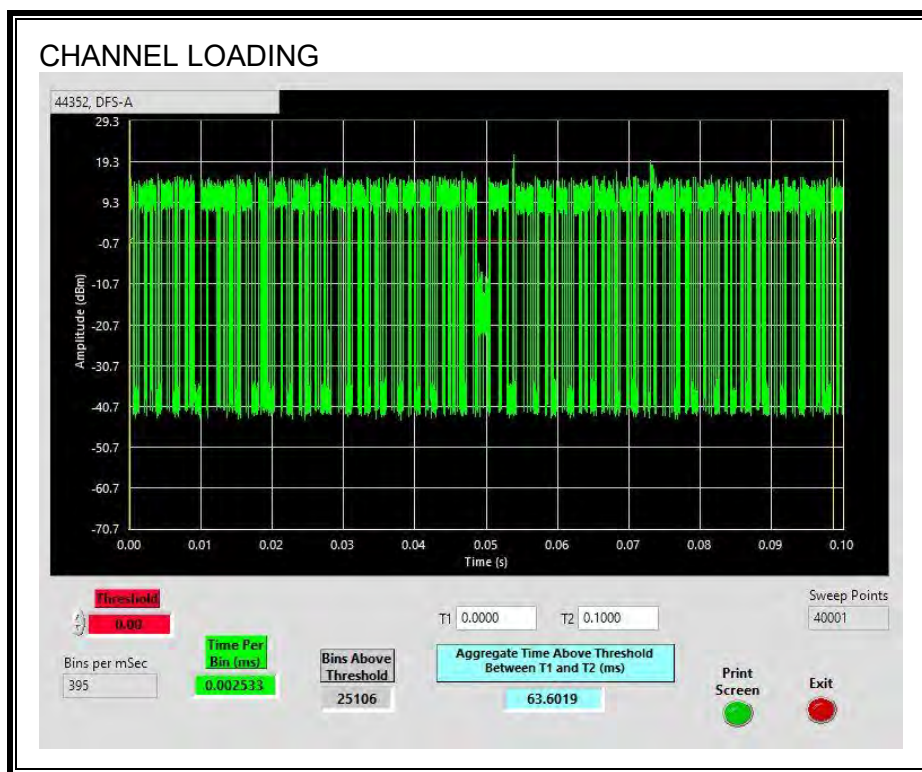 CHANNEL LOADING
44352, DFS-A
29.3
19.3
9.3
-0.7
-10.7
-20.7
-30.7
-40.7
-50.7
-60.7
-70.7
Amplitude (dBm)
0.00 0.01 0.02 0.03 0.04 0.05 0.06 0.07 0.08 0.09 0.10
Time (s)
Threshold
0.00
Bins per mSec
395
Time Per
Bin (ms)
0.002533
Bins Above
Threshold
25106
T1 0.0000 T2 0.1000
Aggregate Time Above Threshold
Between T1 and T2 (ms)
63.6019
Sweep Points
40001
Print
Screen
Exit